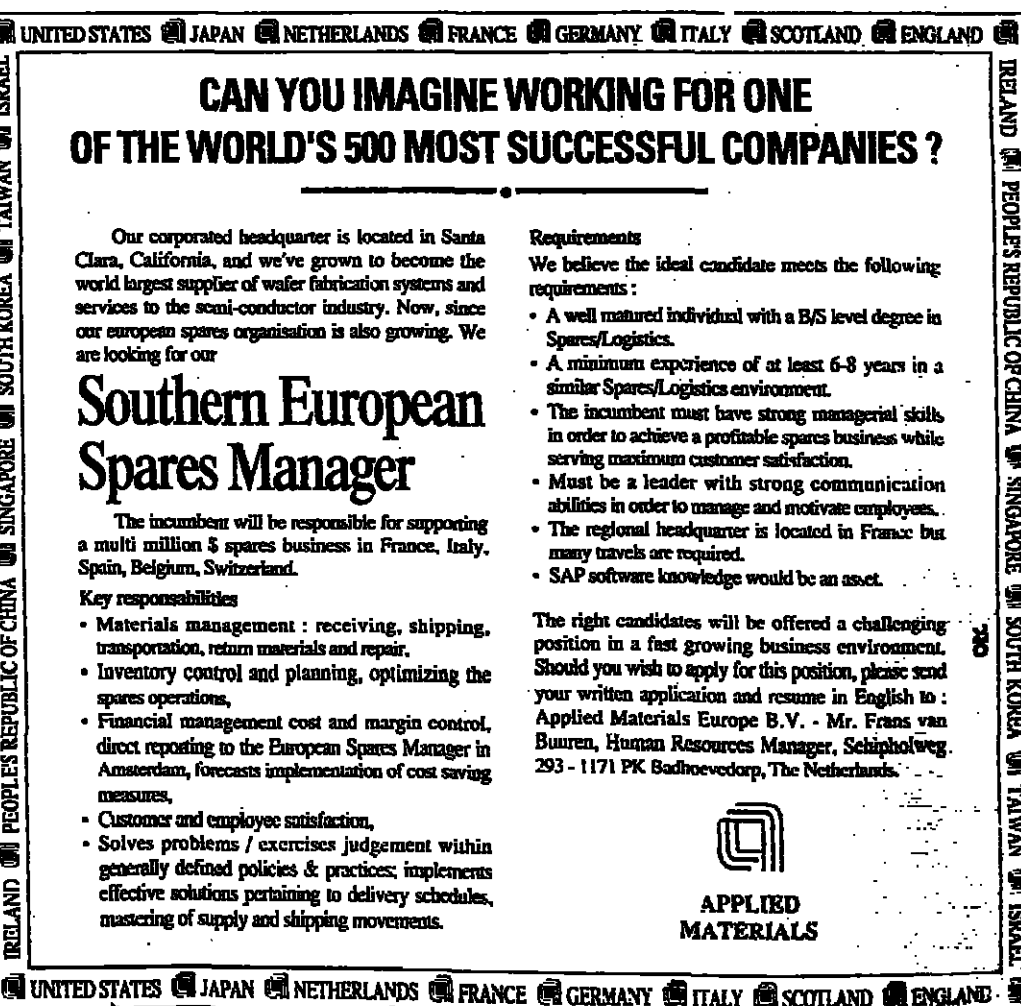 UNITED STATES JAPAN NETHERLANDS FRANCE GERMANY ITALY SCOTLAND ENGLAND
IRELAND PEOPLE'S REPUBLIC OF CHINA SINGAPORE SOUTH KOREA TAIWAN ISRAEL
CAN YOU IMAGINE WORKING FOR ONE
OF THE WORLD'S 500 MOST SUCCESSFUL COMPANIES ?
Our corporated headquarter is located in Santa
Clara, California, and we've grown to become the
world largest supplier of wafer fabrication systems and
services to the semi-conductor industry. Now, since
our european spares organisation is also growing. We
are looking for our
Southern European
Spares Manager
The incumbent will be responsible for supporting
a multi million $ spares business in France, Italy,
Spain, Belgium, Switzerland.
Key responsabilities
• Materials management : receiving, shipping,
transportation, return materials and repair,
• Inventory control and planning, optimizing the
spares operations,
• Financial management cost and margin control,
direct reporting to the European Spares Manager in
Amsterdam, forecasts implementation of cost saving
measures,
• Customer and employee satisfaction,
• Solves problems / exercises judgement within
generally defined policies & practices; implements
effective solutions pertaining to delivery schedules,
mastering of supply and shipping movements.
Requirements
We believe the ideal candidate meets the following
requirements :
• A well matured individual with a B/S level degree in
Spares/Logistics.
• A minimum experience of at least 6-8 years in a
similar Spares/Logistics environment.
• The incumbent must have strong managerial skills
in order to achieve a profitable spares business while
serving maximum customer satisfaction.
• Must be a leader with strong communication
abilities in order to manage and motivate employees.
• The regional headquarter is located in France but
many travels are required.
• SAP software knowledge would be an asset.
The right candidates will be offered a challenging
position in a fast growing business environment.
Should you wish to apply for this position, please send
your written application and resume in English to :
Applied Materials Europe B.V. - Mr. Frans van
Buuren, Human Resources Manager, Schipholweg
293 - 1171 PK Badhoevedorp, The Netherlands.
APPLIED
MATERIALS
IRELAND PEOPLE'S REPUBLIC OF CHINA SINGAPORE SOUTH KOREA TAIWAN ISRAEL
UNITED STATES JAPAN NETHERLANDS FRANCE GERMANY ITALY SCOTLAND ENGLAND